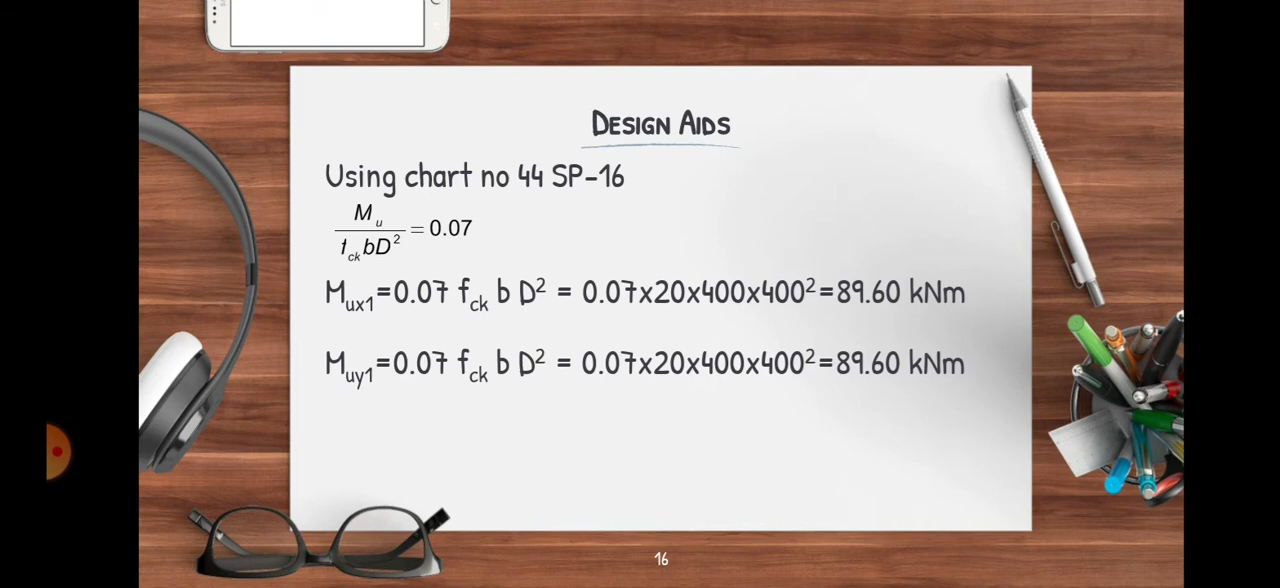 Design Aids
Using chart no 44 SP-16
M_u / f_ck bD² = 0.07
M_ux1=0.07 f_ck b D² = 0.07x20x400x400²=89.60 kNm
M_uy1=0.07 f_ck b D² = 0.07x20x400x400²=89.60 kNm
16